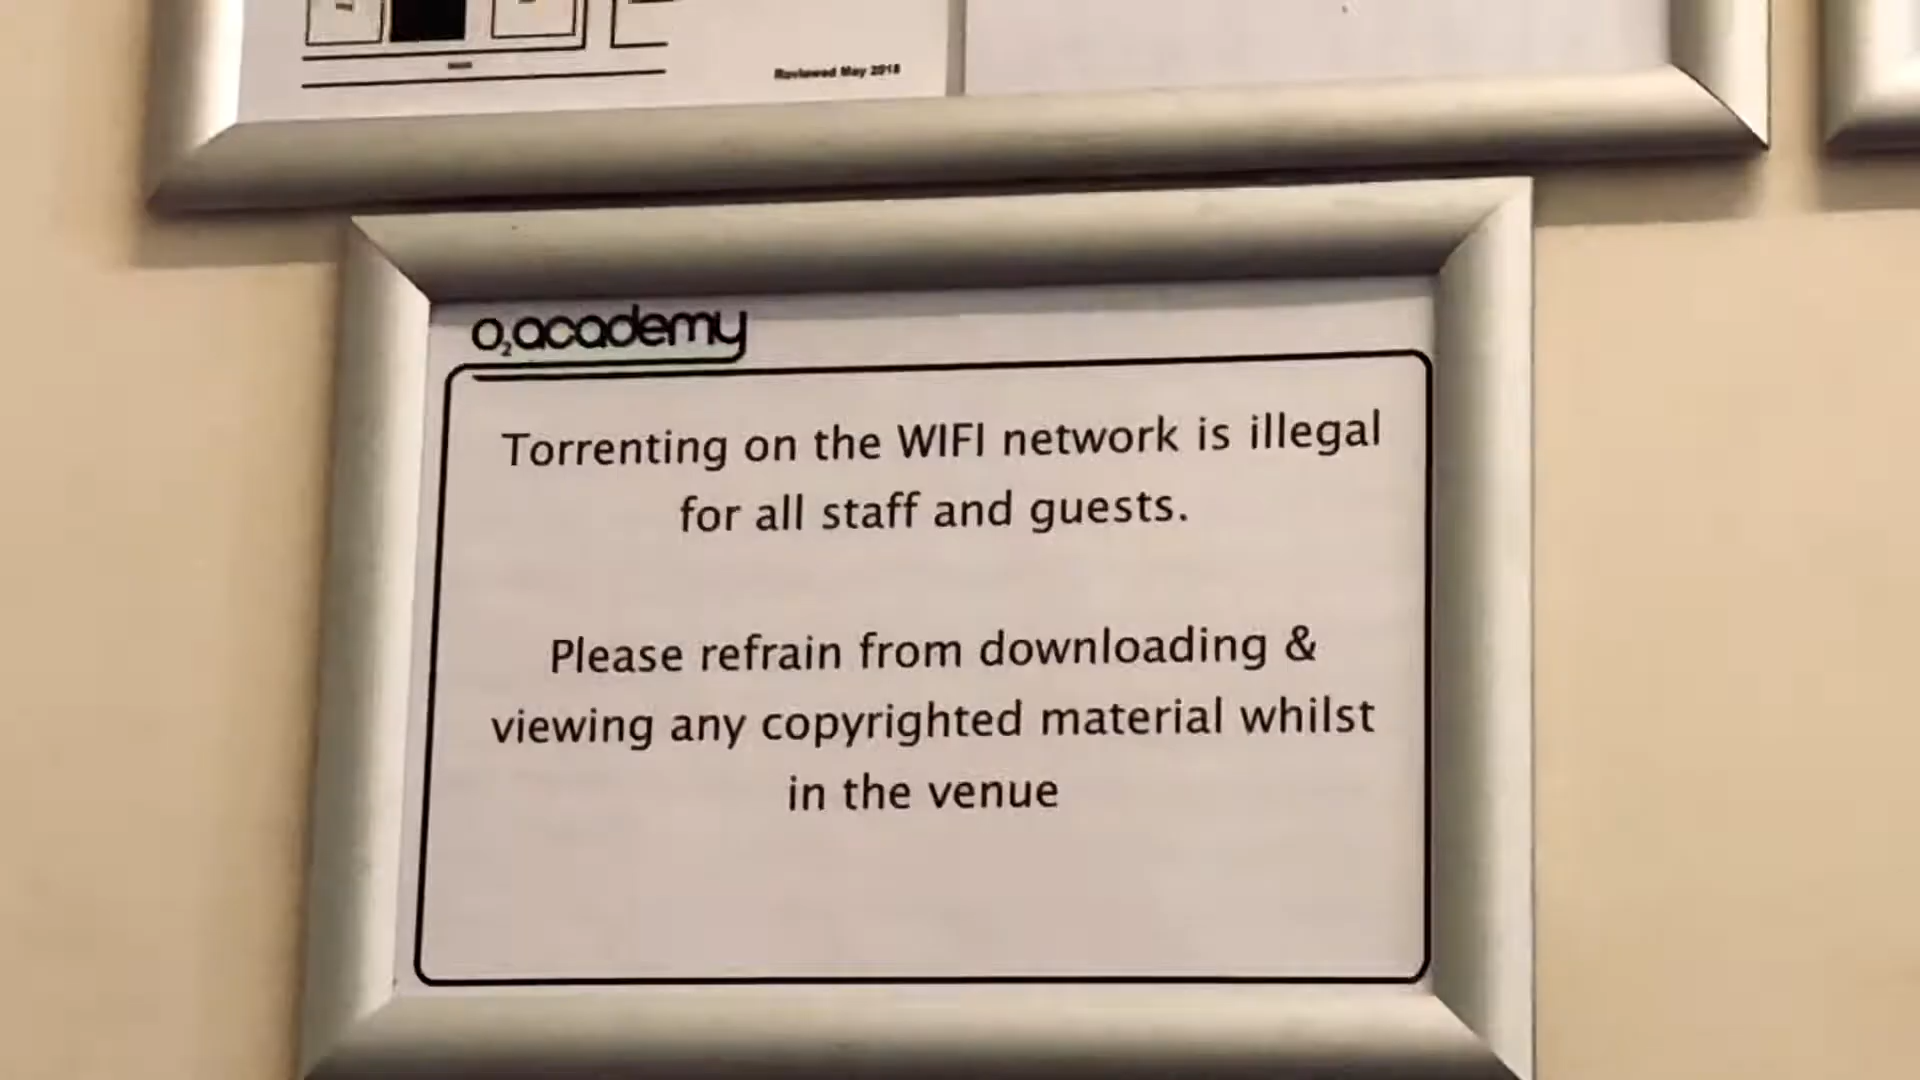 Reviewed May 2018
O₂academy
Torrenting on the WIFI network is illegal
for all staff and guests.
Please refrain from downloading &
viewing any copyrighted material whilst
in the venue